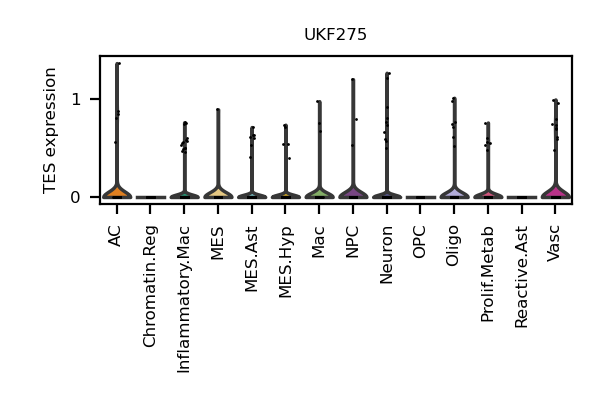 UKF275
TES expression
1
0
AC
Chromatin.Reg
Inflammatory.Mac
MES
MES.Ast
MES.Hyp
Mac
NPC
Neuron
OPC
Oligo
Prolif.Metab
Reactive.Ast
Vasc